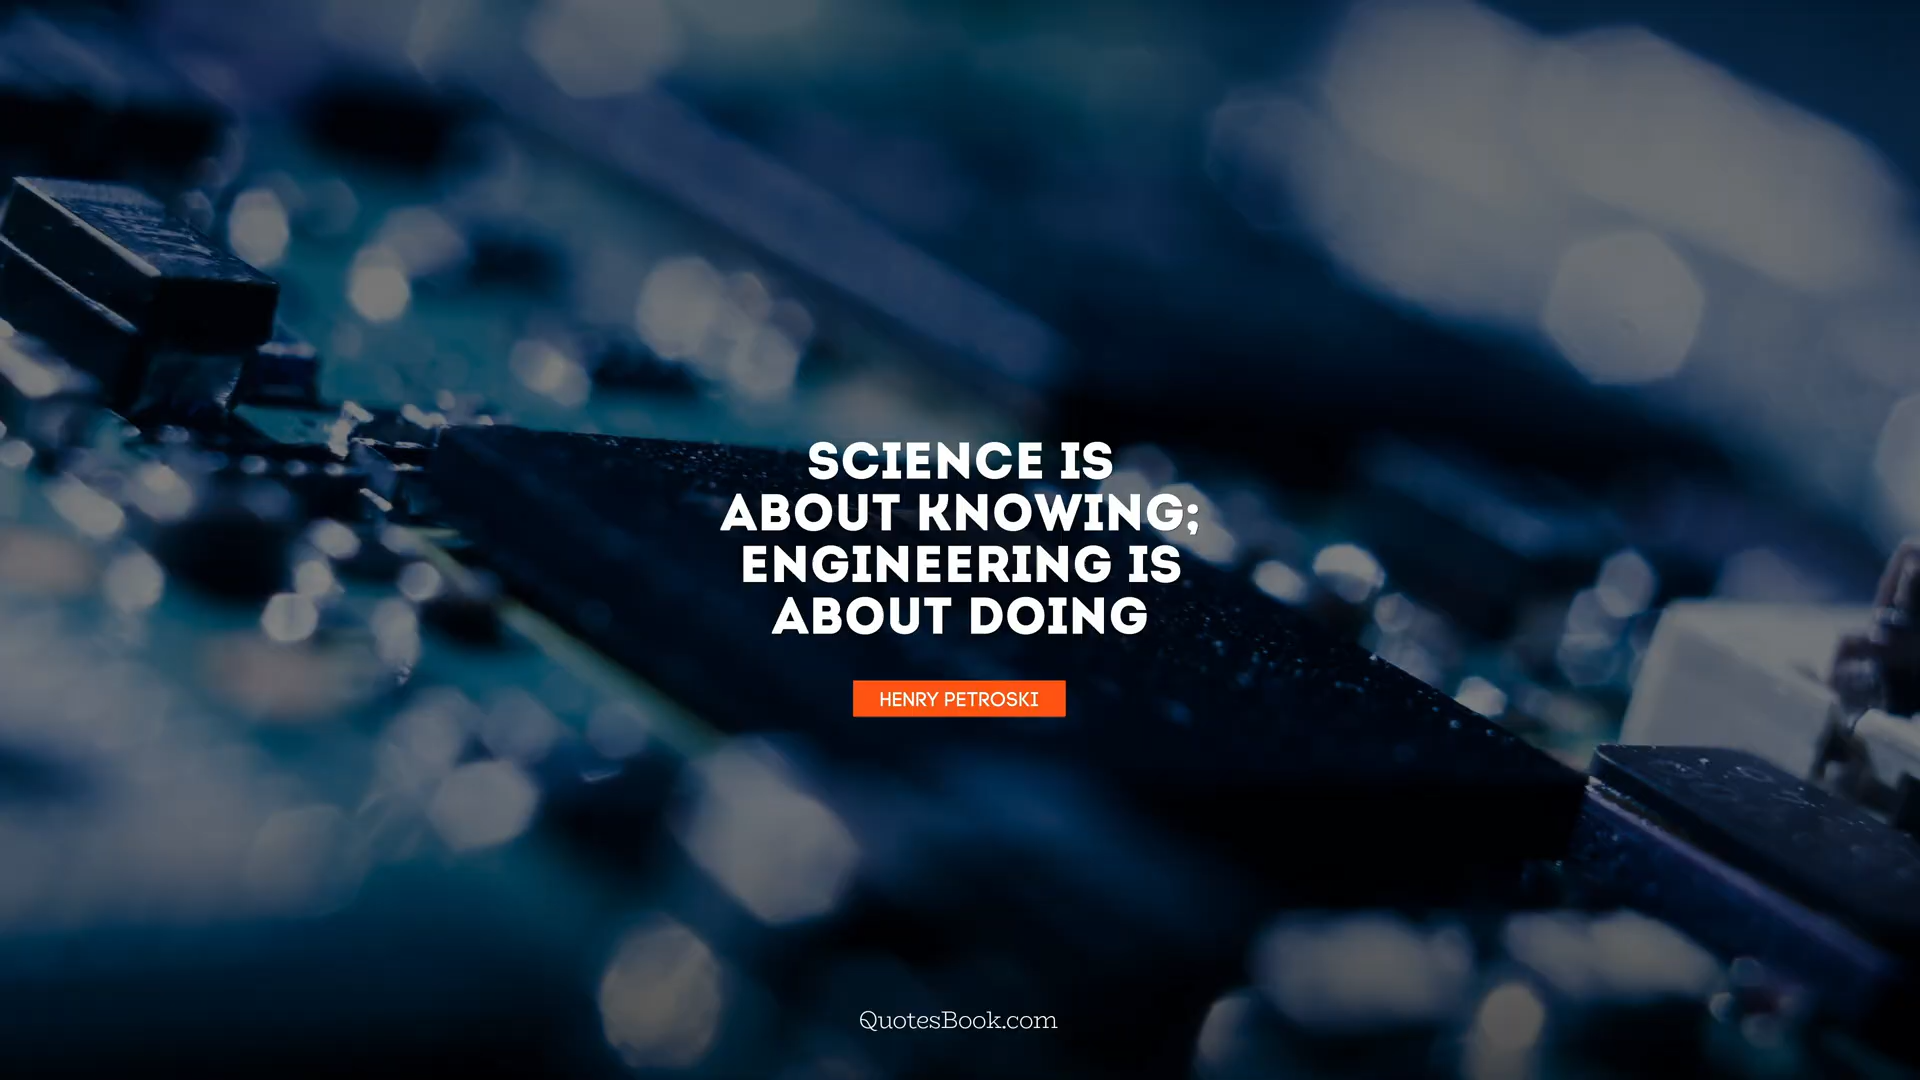 SCIENCE IS
ABOUT KNOWING;
ENGINEERING IS
ABOUT DOING
HENRY PETROSKI
QuotesBook.com